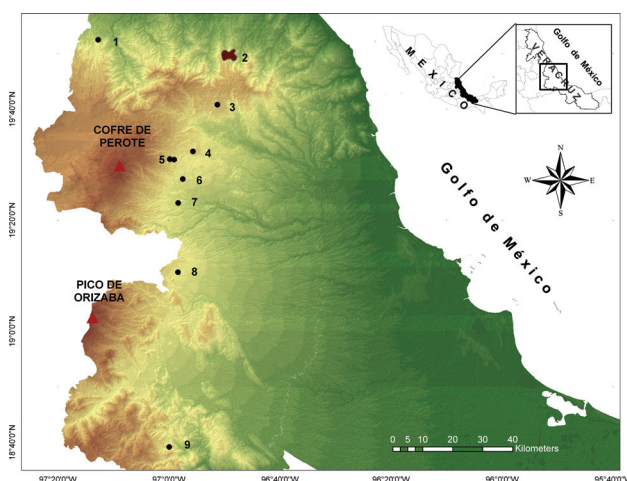 1
2
3
4
5
6
7
8
9
COFRE DE
PEROTE
PICO DE
ORIZABA
MEXICO
VERACRUZ
Golfo de México
Golfo de México
N
W
E
S
0 5 10 20 30 40
Kilometers
19°40'0"N
19°20'0"N
19°0'0"N
18°40'0"N
97°20'0"W
97°0'0"W
96°40'0"W
96°20'0"W
96°0'0"W
95°40'0"W